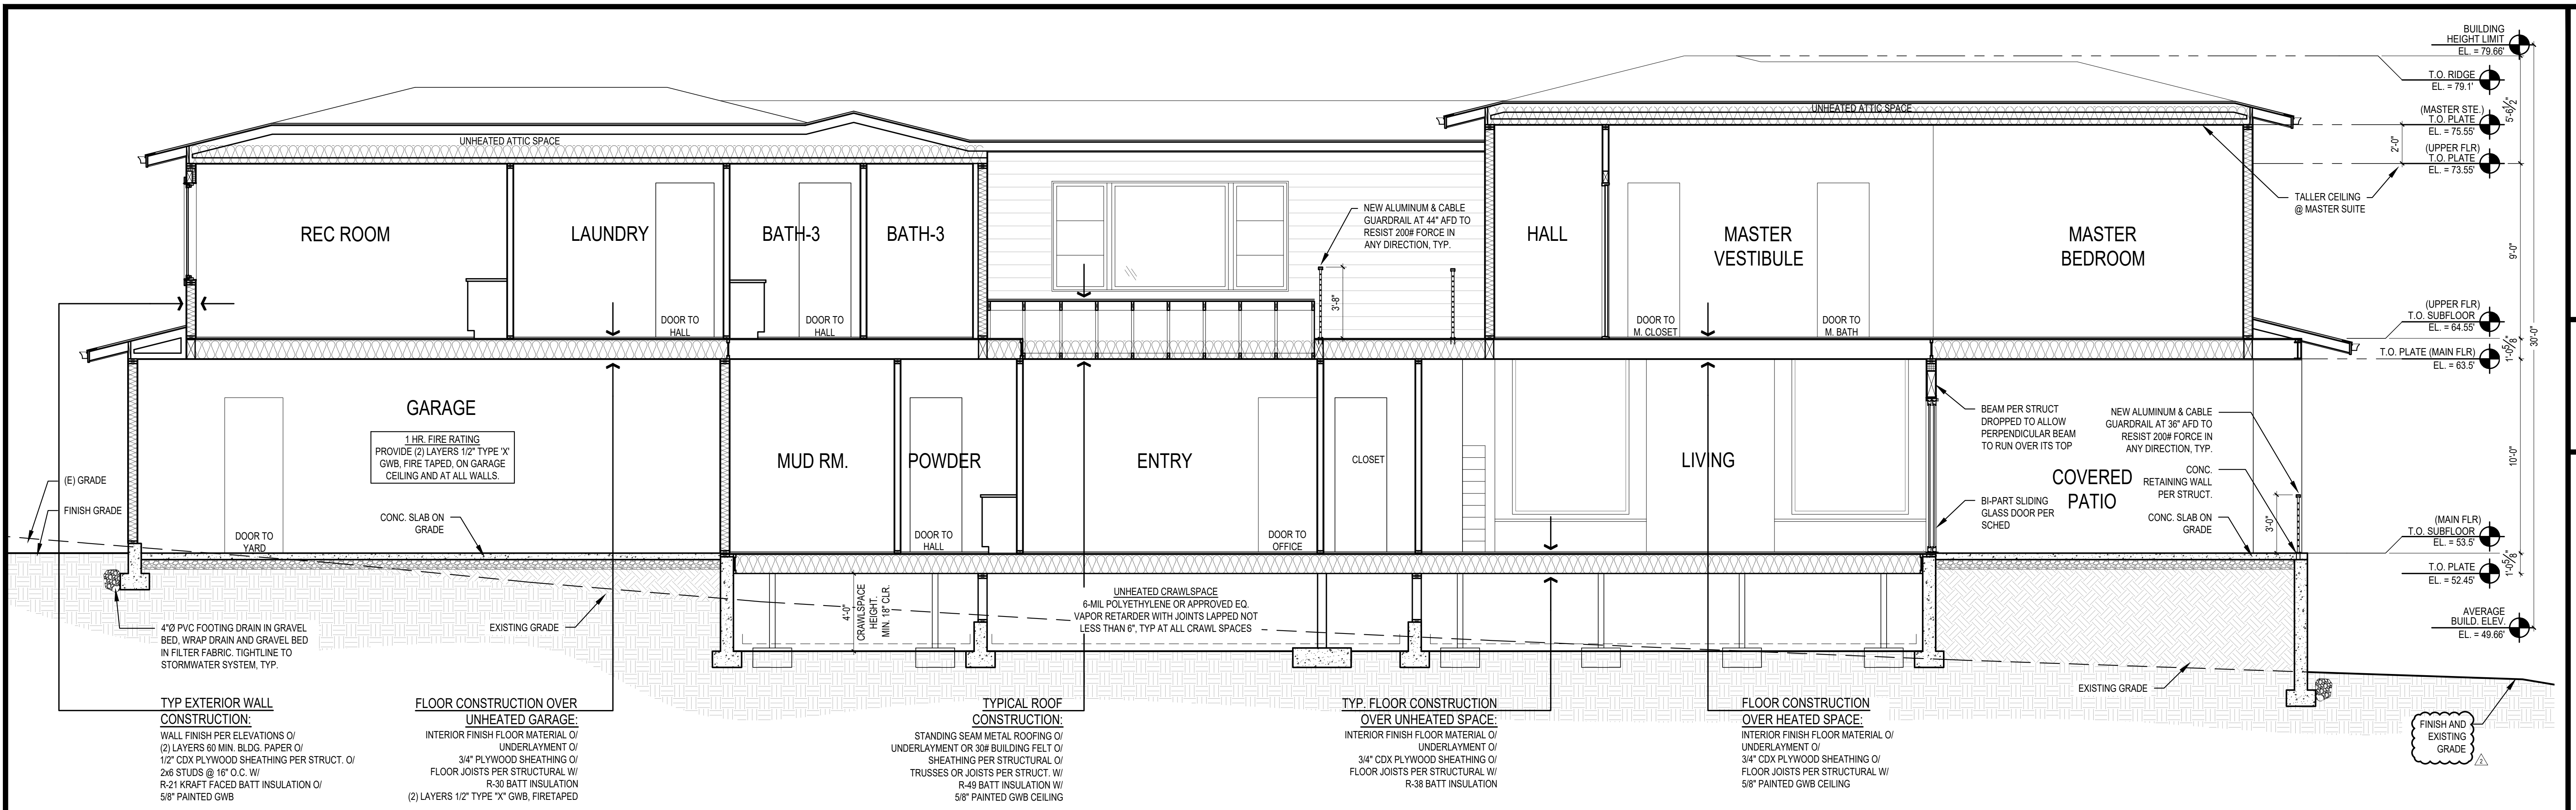 BUILDING
HEIGHT LIMIT
EL. = 79.66'
T.O. RIDGE
EL. = 79.1'
5'-6 1/2"
(MASTER STE.)
T.O. PLATE
EL. = 75.55'
2'-0"
(UPPER FLR)
T.O. PLATE
EL. = 73.55'
TALLER CEILING
@ MASTER SUITE
9'-0"
(UPPER FLR)
T.O. SUBFLOOR
EL. = 64.55'
30'-0"
1'-0 5/8"
T.O. PLATE (MAIN FLR)
EL. = 63.5'
10'-0"
(MAIN FLR)
T.O. SUBFLOOR
EL. = 53.5'
1'-0 5/8"
T.O. PLATE
EL. = 52.45'
AVERAGE
BUILD. ELEV.
EL. = 49.66'
UNHEATED ATTIC SPACE
UNHEATED ATTIC SPACE
REC ROOM
LAUNDRY
BATH-3
BATH-3
NEW ALUMINUM & CABLE
GUARDRAIL AT 44" AFD TO
RESIST 200# FORCE IN
ANY DIRECTION, TYP.
3'-8"
HALL
MASTER
VESTIBULE
MASTER
BEDROOM
DOOR TO
HALL
DOOR TO
HALL
DOOR TO
M. CLOSET
DOOR TO
M. BATH
GARAGE
1 HR. FIRE RATING
PROVIDE (2) LAYERS 1/2" TYPE 'X'
GWB, FIRE TAPED, ON GARAGE
CEILING AND AT ALL WALLS.
MUD RM.
POWDER
ENTRY
CLOSET
LIVING
BEAM PER STRUCT
DROPPED TO ALLOW
PERPENDICULAR BEAM
TO RUN OVER ITS TOP
NEW ALUMINUM & CABLE
GUARDRAIL AT 36" AFD TO
RESIST 200# FORCE IN
ANY DIRECTION, TYP.
COVERED
PATIO
CONC.
RETAINING WALL
PER STRUCT.
BI-PART SLIDING
GLASS DOOR PER
SCHED
CONC. SLAB ON
GRADE
3'-0"
(E) GRADE
FINISH GRADE
CONC. SLAB ON
GRADE
DOOR TO
YARD
DOOR TO
HALL
DOOR TO
OFFICE
4"Ø PVC FOOTING DRAIN IN GRAVEL
BED, WRAP DRAIN AND GRAVEL BED
IN FILTER FABRIC. TIGHTLINE TO
STORMWATER SYSTEM, TYP.
EXISTING GRADE
4'-0"
CRAWLSPACE
HEIGHT.
MIN. 18" CLR.
UNHEATED CRAWLSPACE
6-MIL POLYETHYLENE OR APPROVED EQ.
VAPOR RETARDER WITH JOINTS LAPPED NOT
LESS THAN 6", TYP AT ALL CRAWL SPACES
EXISTING GRADE
FINISH AND
EXISTING
GRADE
2
TYP EXTERIOR WALL
CONSTRUCTION:
WALL FINISH PER ELEVATIONS O/
(2) LAYERS 60 MIN. BLDG. PAPER O/
1/2" CDX PLYWOOD SHEATHING PER STRUCT. O/
2x6 STUDS @ 16" O.C. W/
R-21 KRAFT FACED BATT INSULATION O/
5/8" PAINTED GWB
FLOOR CONSTRUCTION OVER
UNHEATED GARAGE:
INTERIOR FINISH FLOOR MATERIAL O/
UNDERLAYMENT O/
3/4" PLYWOOD SHEATHING O/
FLOOR JOISTS PER STRUCTURAL W/
R-30 BATT INSULATION
(2) LAYERS 1/2" TYPE "X" GWB, FIRETAPED
TYPICAL ROOF
CONSTRUCTION:
STANDING SEAM METAL ROOFING O/
UNDERLAYMENT OR 30# BUILDING FELT O/
SHEATHING PER STRUCTURAL O/
TRUSSES OR JOISTS PER STRUCT. W/
R-49 BATT INSULATION W/
5/8" PAINTED GWB CEILING
TYP. FLOOR CONSTRUCTION
OVER UNHEATED SPACE:
INTERIOR FINISH FLOOR MATERIAL O/
UNDERLAYMENT O/
3/4" CDX PLYWOOD SHEATHING O/
FLOOR JOISTS PER STRUCTURAL W/
R-38 BATT INSULATION
FLOOR CONSTRUCTION
OVER HEATED SPACE:
INTERIOR FINISH FLOOR MATERIAL O/
UNDERLAYMENT O/
3/4" CDX PLYWOOD SHEATHING O/
FLOOR JOISTS PER STRUCTURAL W/
5/8" PAINTED GWB CEILING